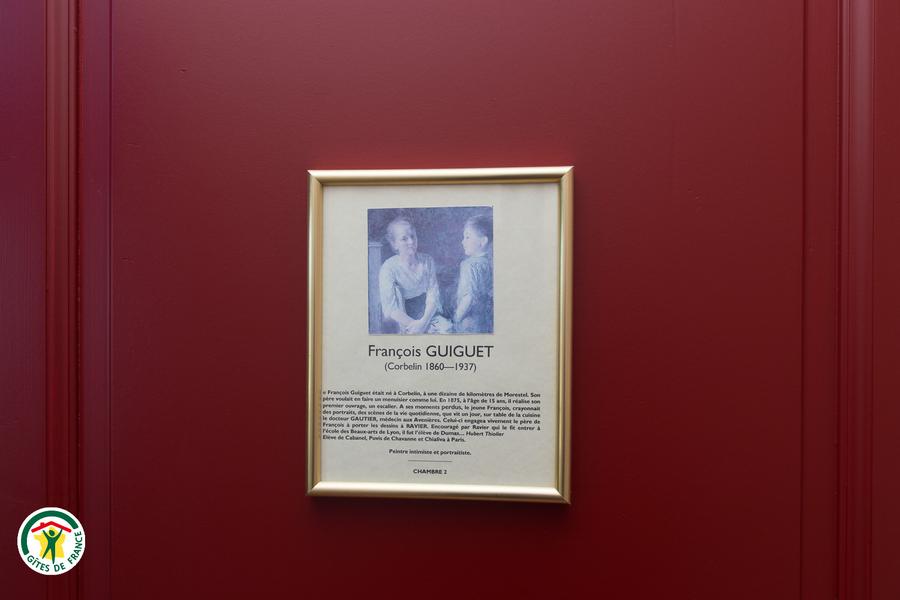 François GUIGUET
(Corbelin 1860—1937)
« François Guiguet était né à Corbelin, à une dizaine de kilomètres de Morestel. Son
père voulait en faire un menuisier comme lui. En 1875, à l'âge de 15 ans, il réalise son
premier ouvrage, un escalier. A ses moments perdus, le jeune François, crayonnait
des portraits, des scènes de la vie quotidienne, que vit un jour, sur table de la cuisine
le docteur GAUTIER, médecin aux Avenières. Celui-ci engagea vivement le père de
François à porter les dessins à RAVIER. Encouragé par Ravier qui le fit entrer à
l'école des Beaux-arts de Lyon, il fut l'élève de Dumas... Hubert Thiollier
Elève de Cabanel, Puvis de Chavanne et Chialiva à Paris.
Peintre intimiste et portraitiste.
CHAMBRE 2
GÎTES DE FRANCE